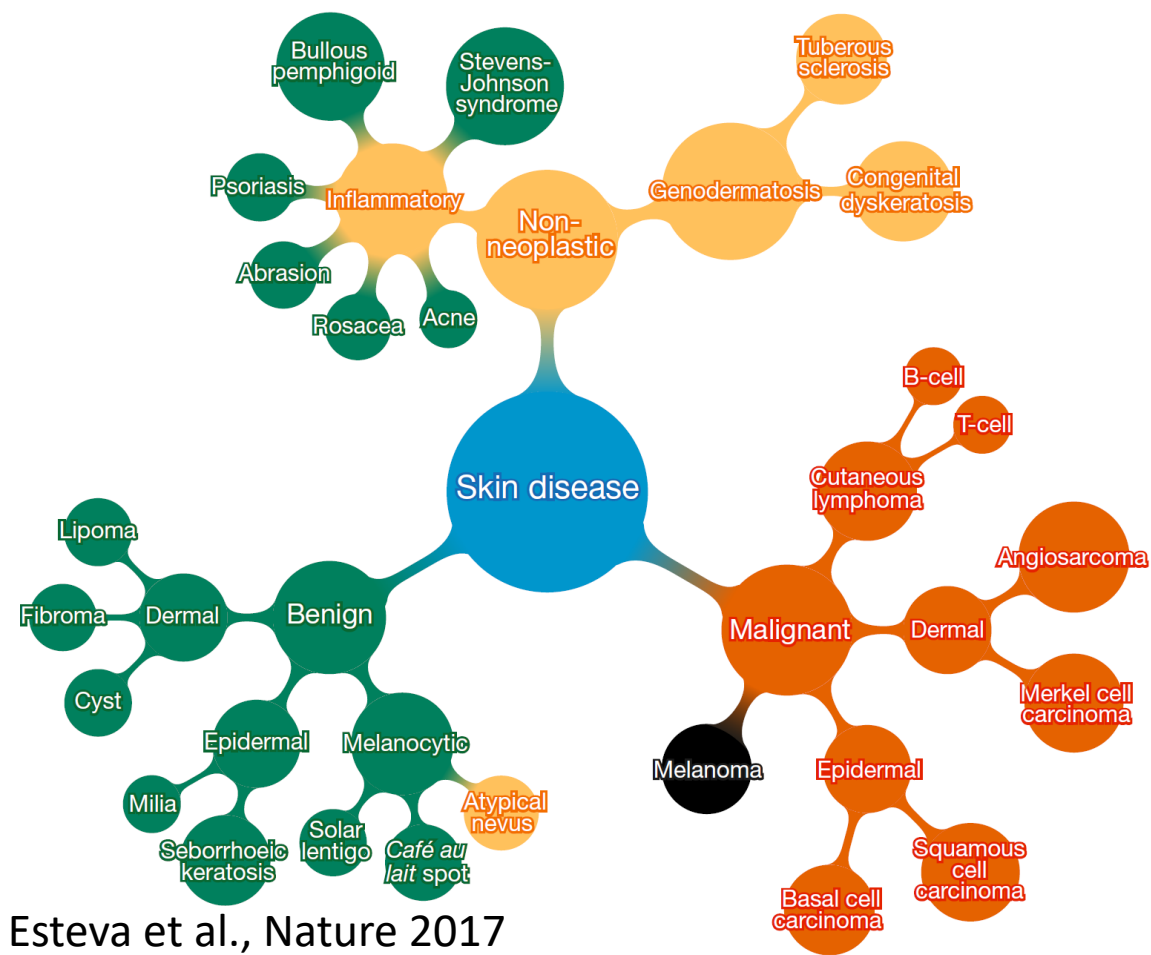 Bullous
pemphigoid
Stevens-
Johnson
syndrome
Psoriasis
Inflammatory
Abrasion
Rosacea
Acne
Non-
neoplastic
Genodermatosis
Tuberous
sclerosis
Congenital
dyskeratosis
Skin disease
Benign
Dermal
Lipoma
Fibroma
Cyst
Epidermal
Milia
Seborrhoeic
keratosis
Melanocytic
Solar
lentigo
Café au
lait spot
Atypical
nevus
Malignant
Cutaneous
lymphoma
B-cell
T-cell
Dermal
Angiosarcoma
Merkel cell
carcinoma
Epidermal
Basal cell
carcinoma
Squamous
cell
carcinoma
Melanoma
Esteva et al., Nature 2017